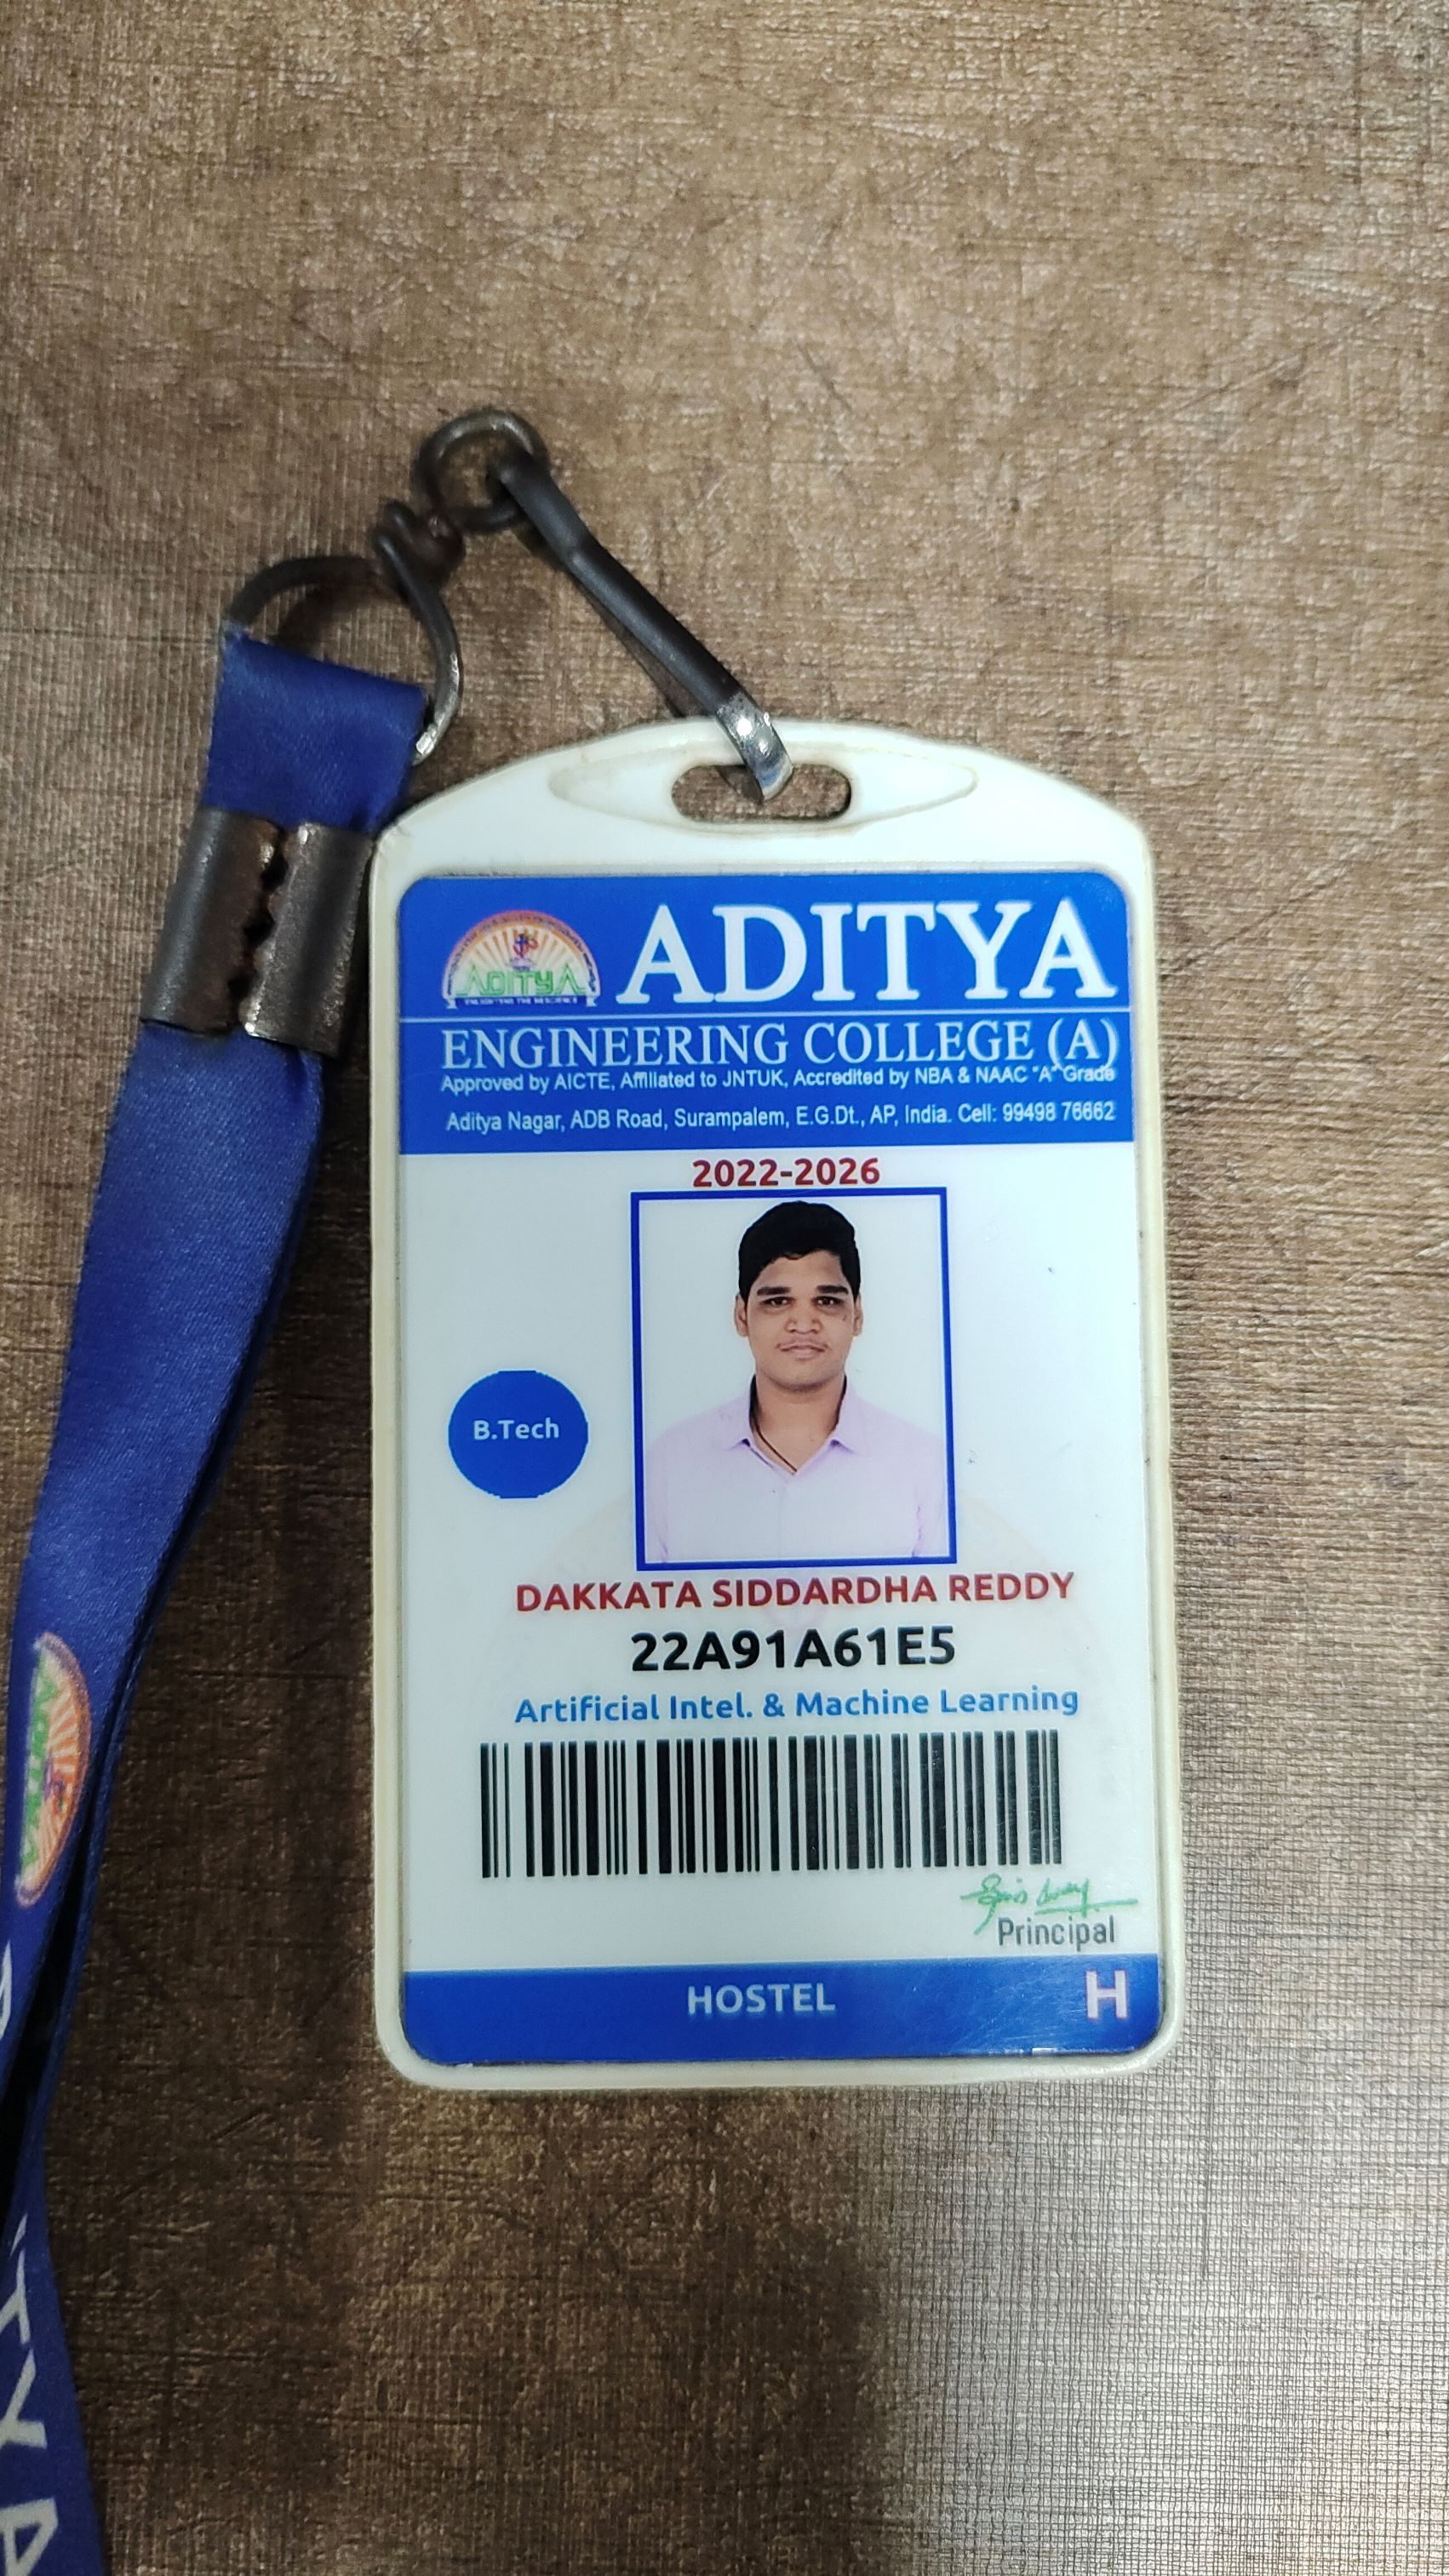 ADITYA
ADITYA
ENGINEERING COLLEGE (A)
Approved by AICTE, Affiliated to JNTUK, Accredited by NBA & NAAC "A" Grade
Aditya Nagar, ADB Road, Surampalem, E.G.Dt., AP, India. Cell: 99498 76662
2022-2026
B.Tech
DAKKATA SIDDARDHA REDDY
22A91A61E5
Artificial Intel. & Machine Learning
Principal
HOSTEL
H
ADITYA